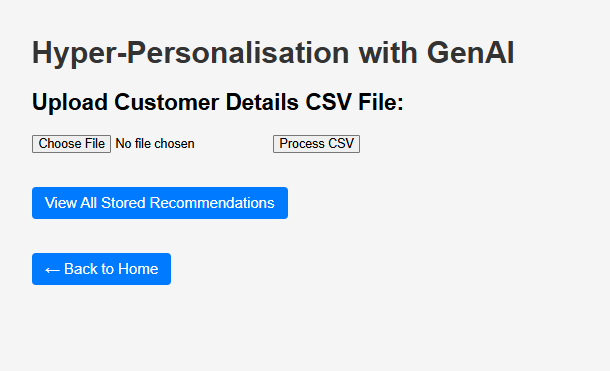 Hyper-Personalisation with GenAI
Upload Customer Details CSV File:
Choose File No file chosen Process CSV
View All Stored Recommendations
← Back to Home